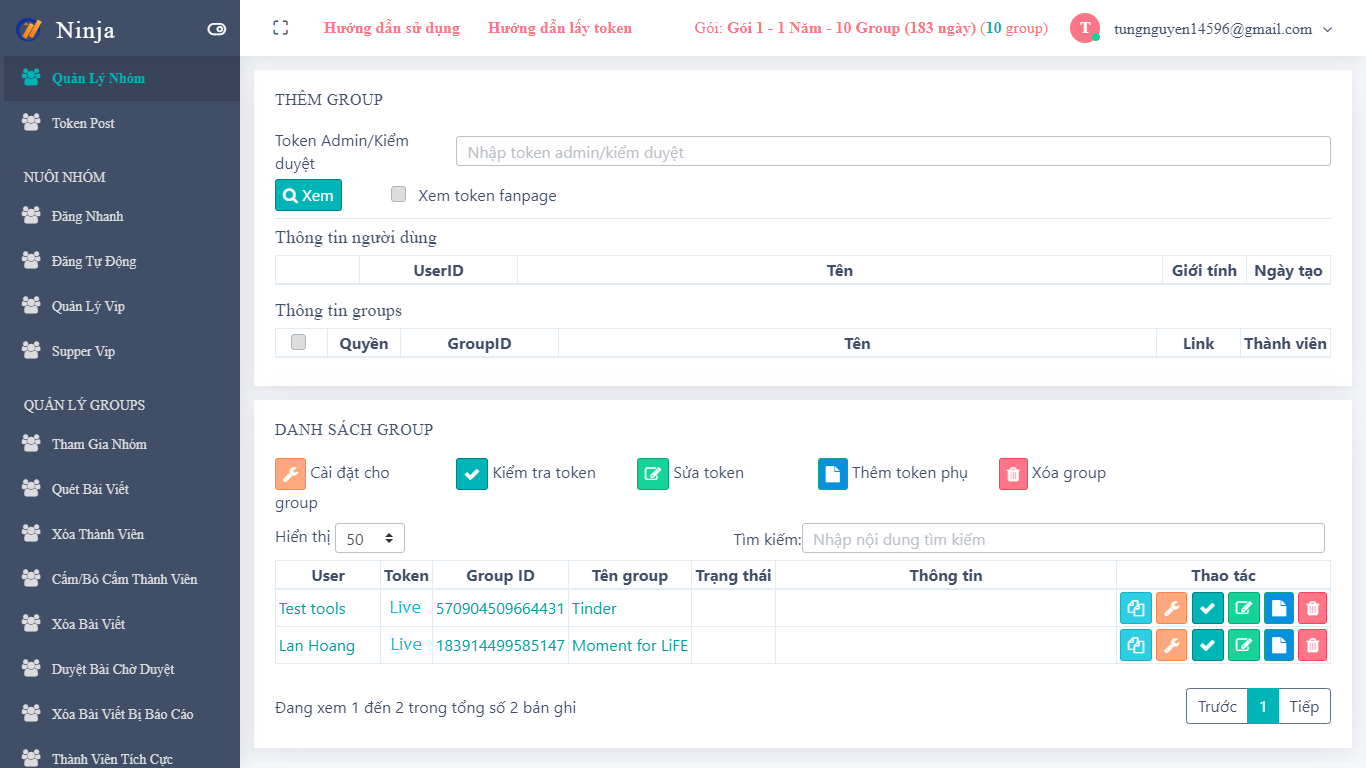 Ninja
Hướng dẫn sử dụng
Hướng dẫn lấy token
Gói: Gói 1 - 1 Năm - 10 Group (183 ngày) (10 group)
T
tungnguyen14596@gmail.com
Quản Lý Nhóm
Token Post
NUÔI NHÓM
Đăng Nhanh
Đăng Tự Động
Quản Lý Vip
Supper Vip
QUẢN LÝ GROUPS
Tham Gia Nhóm
Quét Bài Viết
Xóa Thành Viên
Cấm/Bỏ Cấm Thành Viên
Xóa Bài Viết
Duyệt Bài Chờ Duyệt
Xóa Bài Viết Bị Báo Cáo
Thành Viên Tích Cực
THÊM GROUP
Token Admin/Kiểm
duyệt
Nhập token admin/kiểm duyệt
Xem
Xem token fanpage
Thông tin người dùng
UserID Tên Giới tính Ngày tạo
Thông tin groups
Quyền GroupID Tên Link Thành viên
DANH SÁCH GROUP
Cài đặt cho
group
Kiểm tra token
Sửa token
Thêm token phụ
Xóa group
Hiển thị 50
Tìm kiếm: Nhập nội dung tìm kiếm
User Token Group ID Tên group Trạng thái Thông tin Thao tác
Test tools Live 570904509664431 Tinder
Lan Hoang Live 183914499585147 Moment for LiFE
Đang xem 1 đến 2 trong tổng số 2 bản ghi
Trước 1 Tiếp